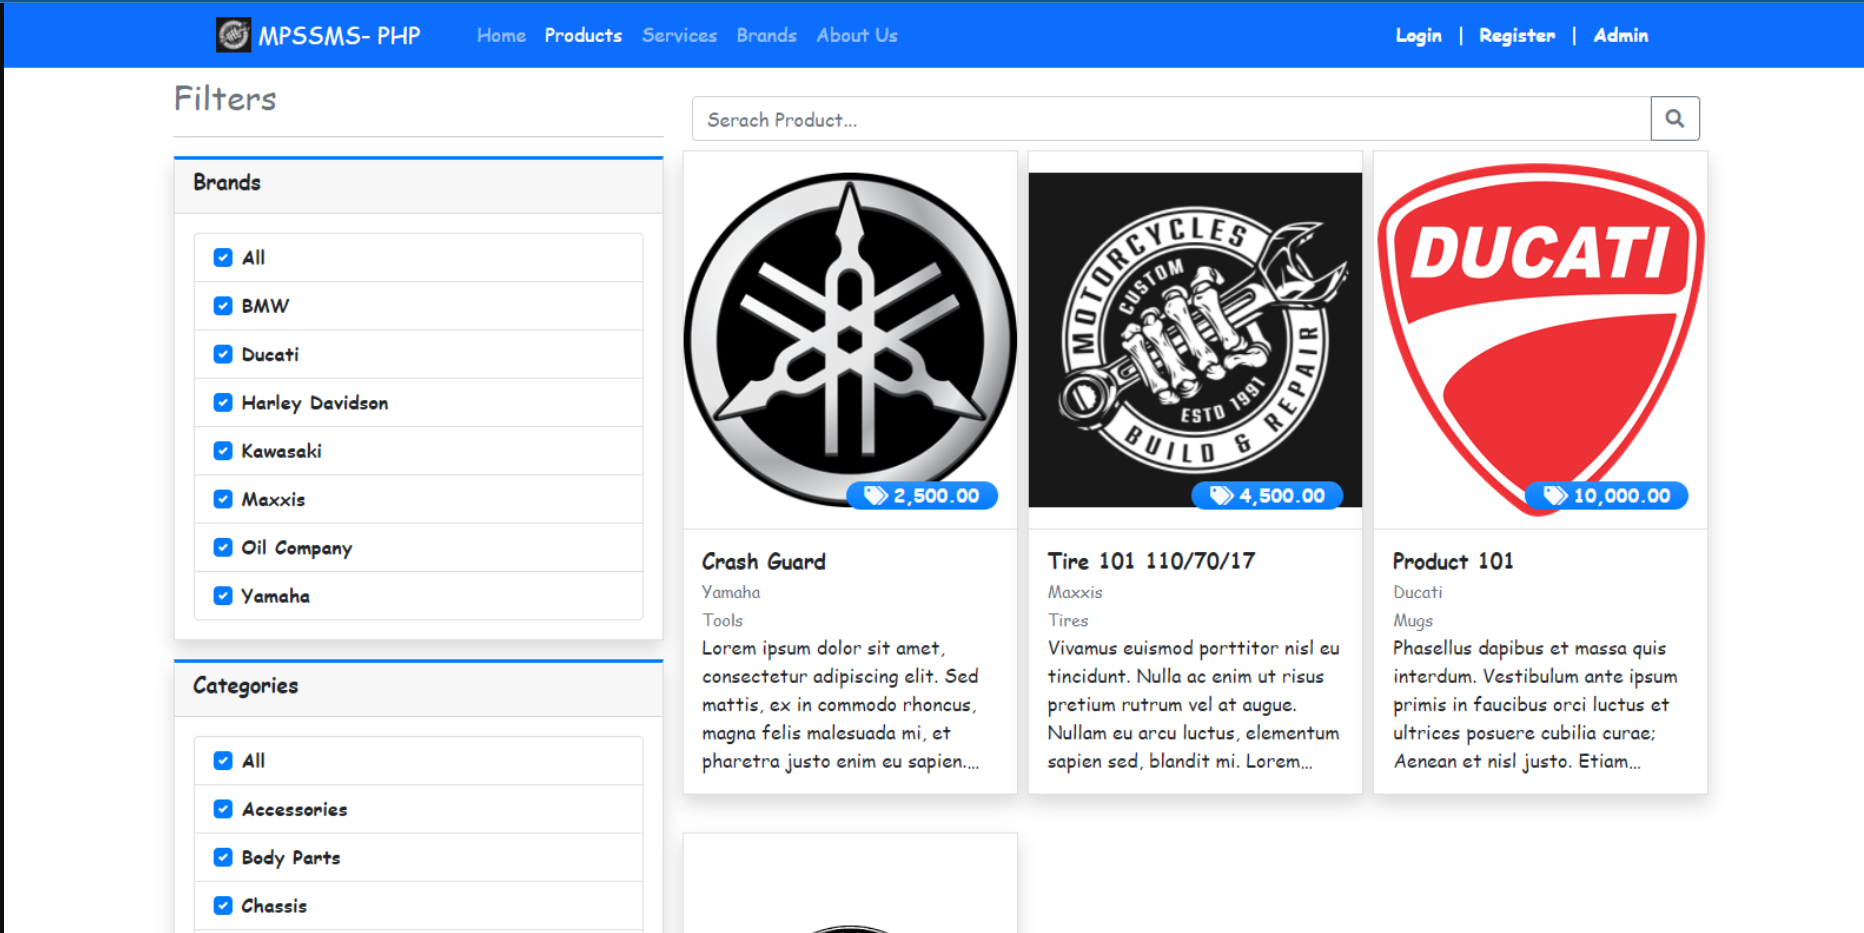 MPSSMS- PHP
Home Products Services Brands About Us
Login | Register | Admin
Filters
Serach Product...
Brands
All
BMW
Ducati
Harley Davidson
Kawasaki
Maxxis
Oil Company
Yamaha
Categories
All
Accessories
Body Parts
Chassis
2,500.00
Crash Guard
Yamaha
Tools
Lorem ipsum dolor sit amet,
consectetur adipiscing elit. Sed
mattis, ex in commodo rhoncus,
magna felis malesuada mi, et
pharetra justo enim eu sapien....
MOTORCYCLES
CUSTOM
ESTD 1991
BUILD & REPAIR
4,500.00
Tire 101 110/70/17
Maxxis
Tires
Vivamus euismod porttitor nisl eu
tincidunt. Nulla ac enim ut risus
pretium rutrum vel at augue.
Nullam eu arcu luctus, elementum
sapien sed, blandit mi. Lorem...
DUCATI
10,000.00
Product 101
Ducati
Mugs
Phasellus dapibus et massa quis
interdum. Vestibulum ante ipsum
primis in faucibus orci luctus et
ultrices posuere cubilia curae;
Aenean et nisl justo. Etiam...